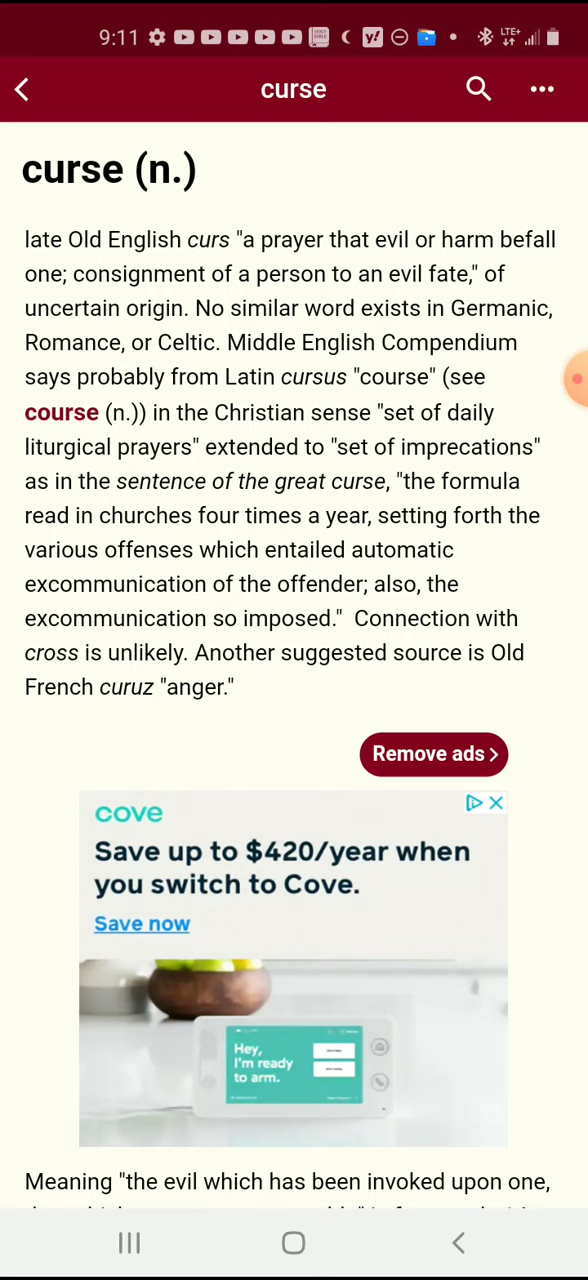 9:11
LTE+
curse
curse (n.)
late Old English curs "a prayer that evil or harm befall
one; consignment of a person to an evil fate," of
uncertain origin. No similar word exists in Germanic,
Romance, or Celtic. Middle English Compendium
says probably from Latin cursus "course" (see
course (n.)) in the Christian sense "set of daily
liturgical prayers" extended to "set of imprecations"
as in the sentence of the great curse, "the formula
read in churches four times a year, setting forth the
various offenses which entailed automatic
excommunication of the offender; also, the
excommunication so imposed." Connection with
cross is unlikely. Another suggested source is Old
French curuz "anger."
Remove ads
cove
Save up to $420/year when
you switch to Cove.
Save now
Hey,
I'm ready
to arm.
Meaning "the evil which has been invoked upon one,